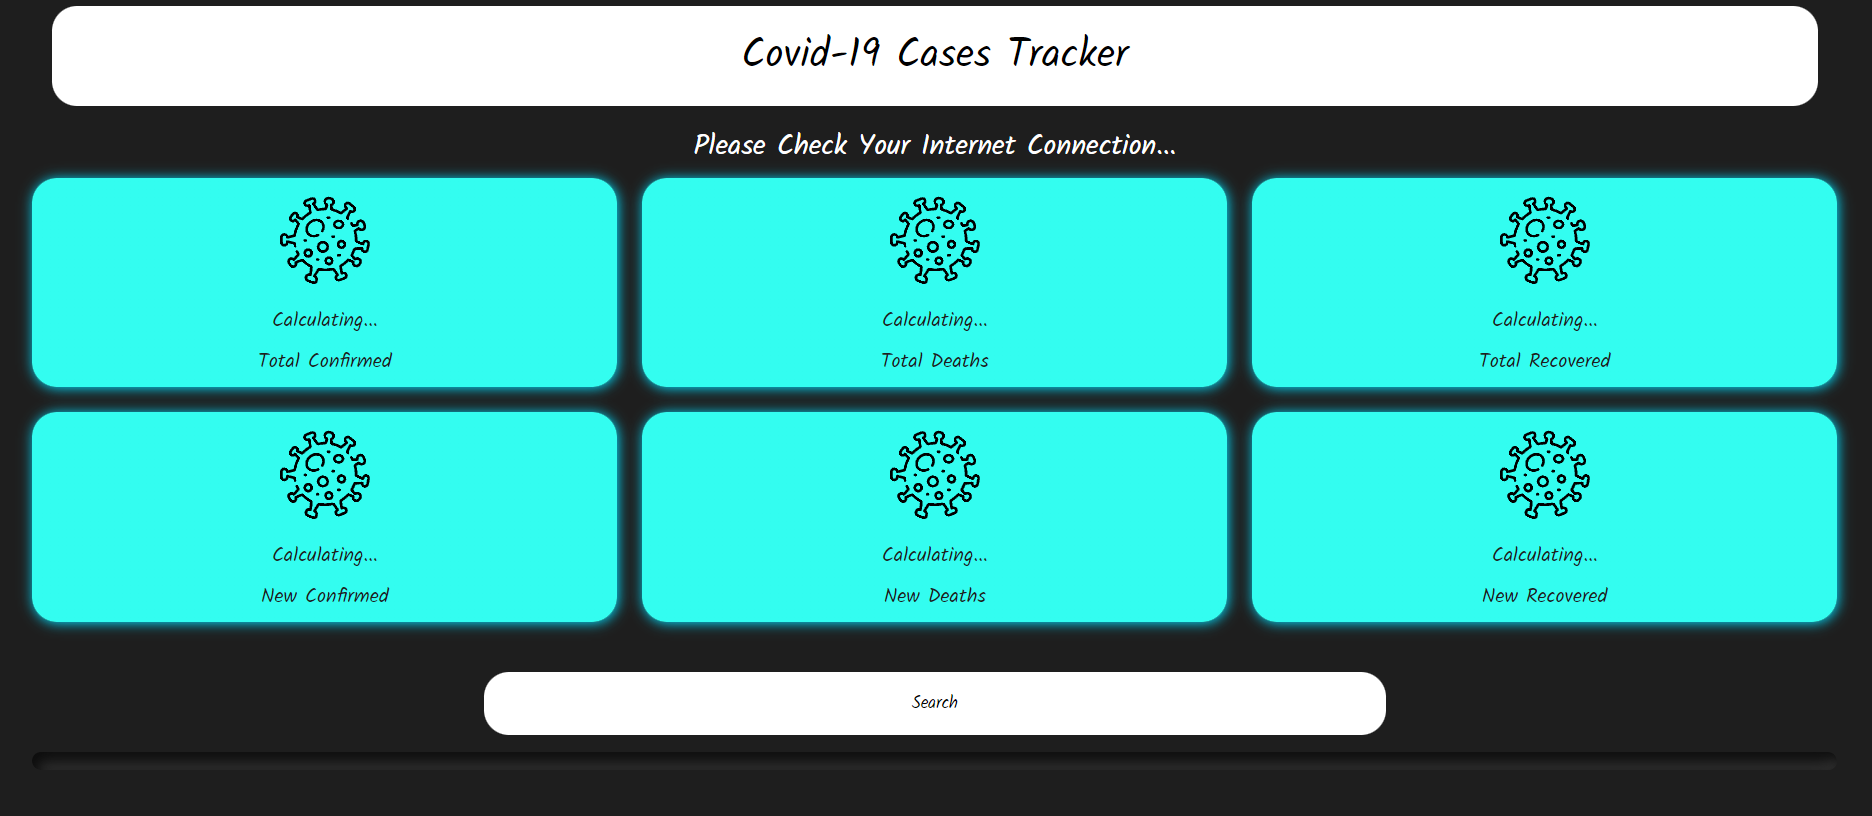 Covid-19 Cases Tracker
Please Check Your Internet Connection...
Calculating...
Total Confirmed
Calculating...
Total Deaths
Calculating...
Total Recovered
Calculating...
New Confirmed
Calculating...
New Deaths
Calculating...
New Recovered
Search